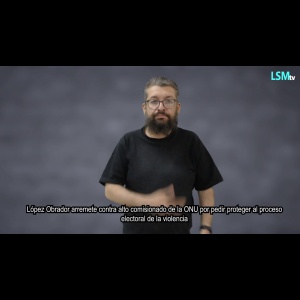 LSMtv
López Obrador arremete contra alto comisionado de la ONU por pedir proteger al proceso
electoral de la violencia